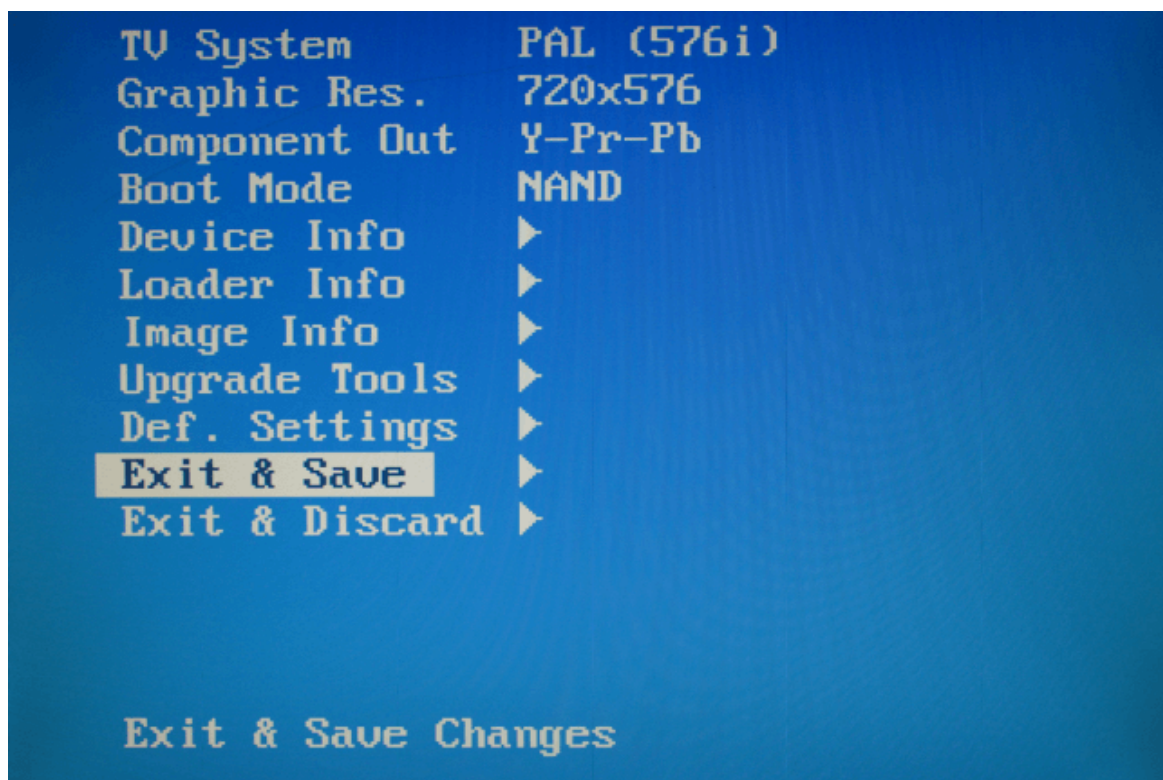 TV System PAL (576i)
Graphic Res. 720x576
Component Out Y-Pr-Pb
Boot Mode NAND
Device Info ▶
Loader Info ▶
Image Info ▶
Upgrade Tools ▶
Def. Settings ▶
Exit & Save ▶
Exit & Discard ▶
Exit & Save Changes